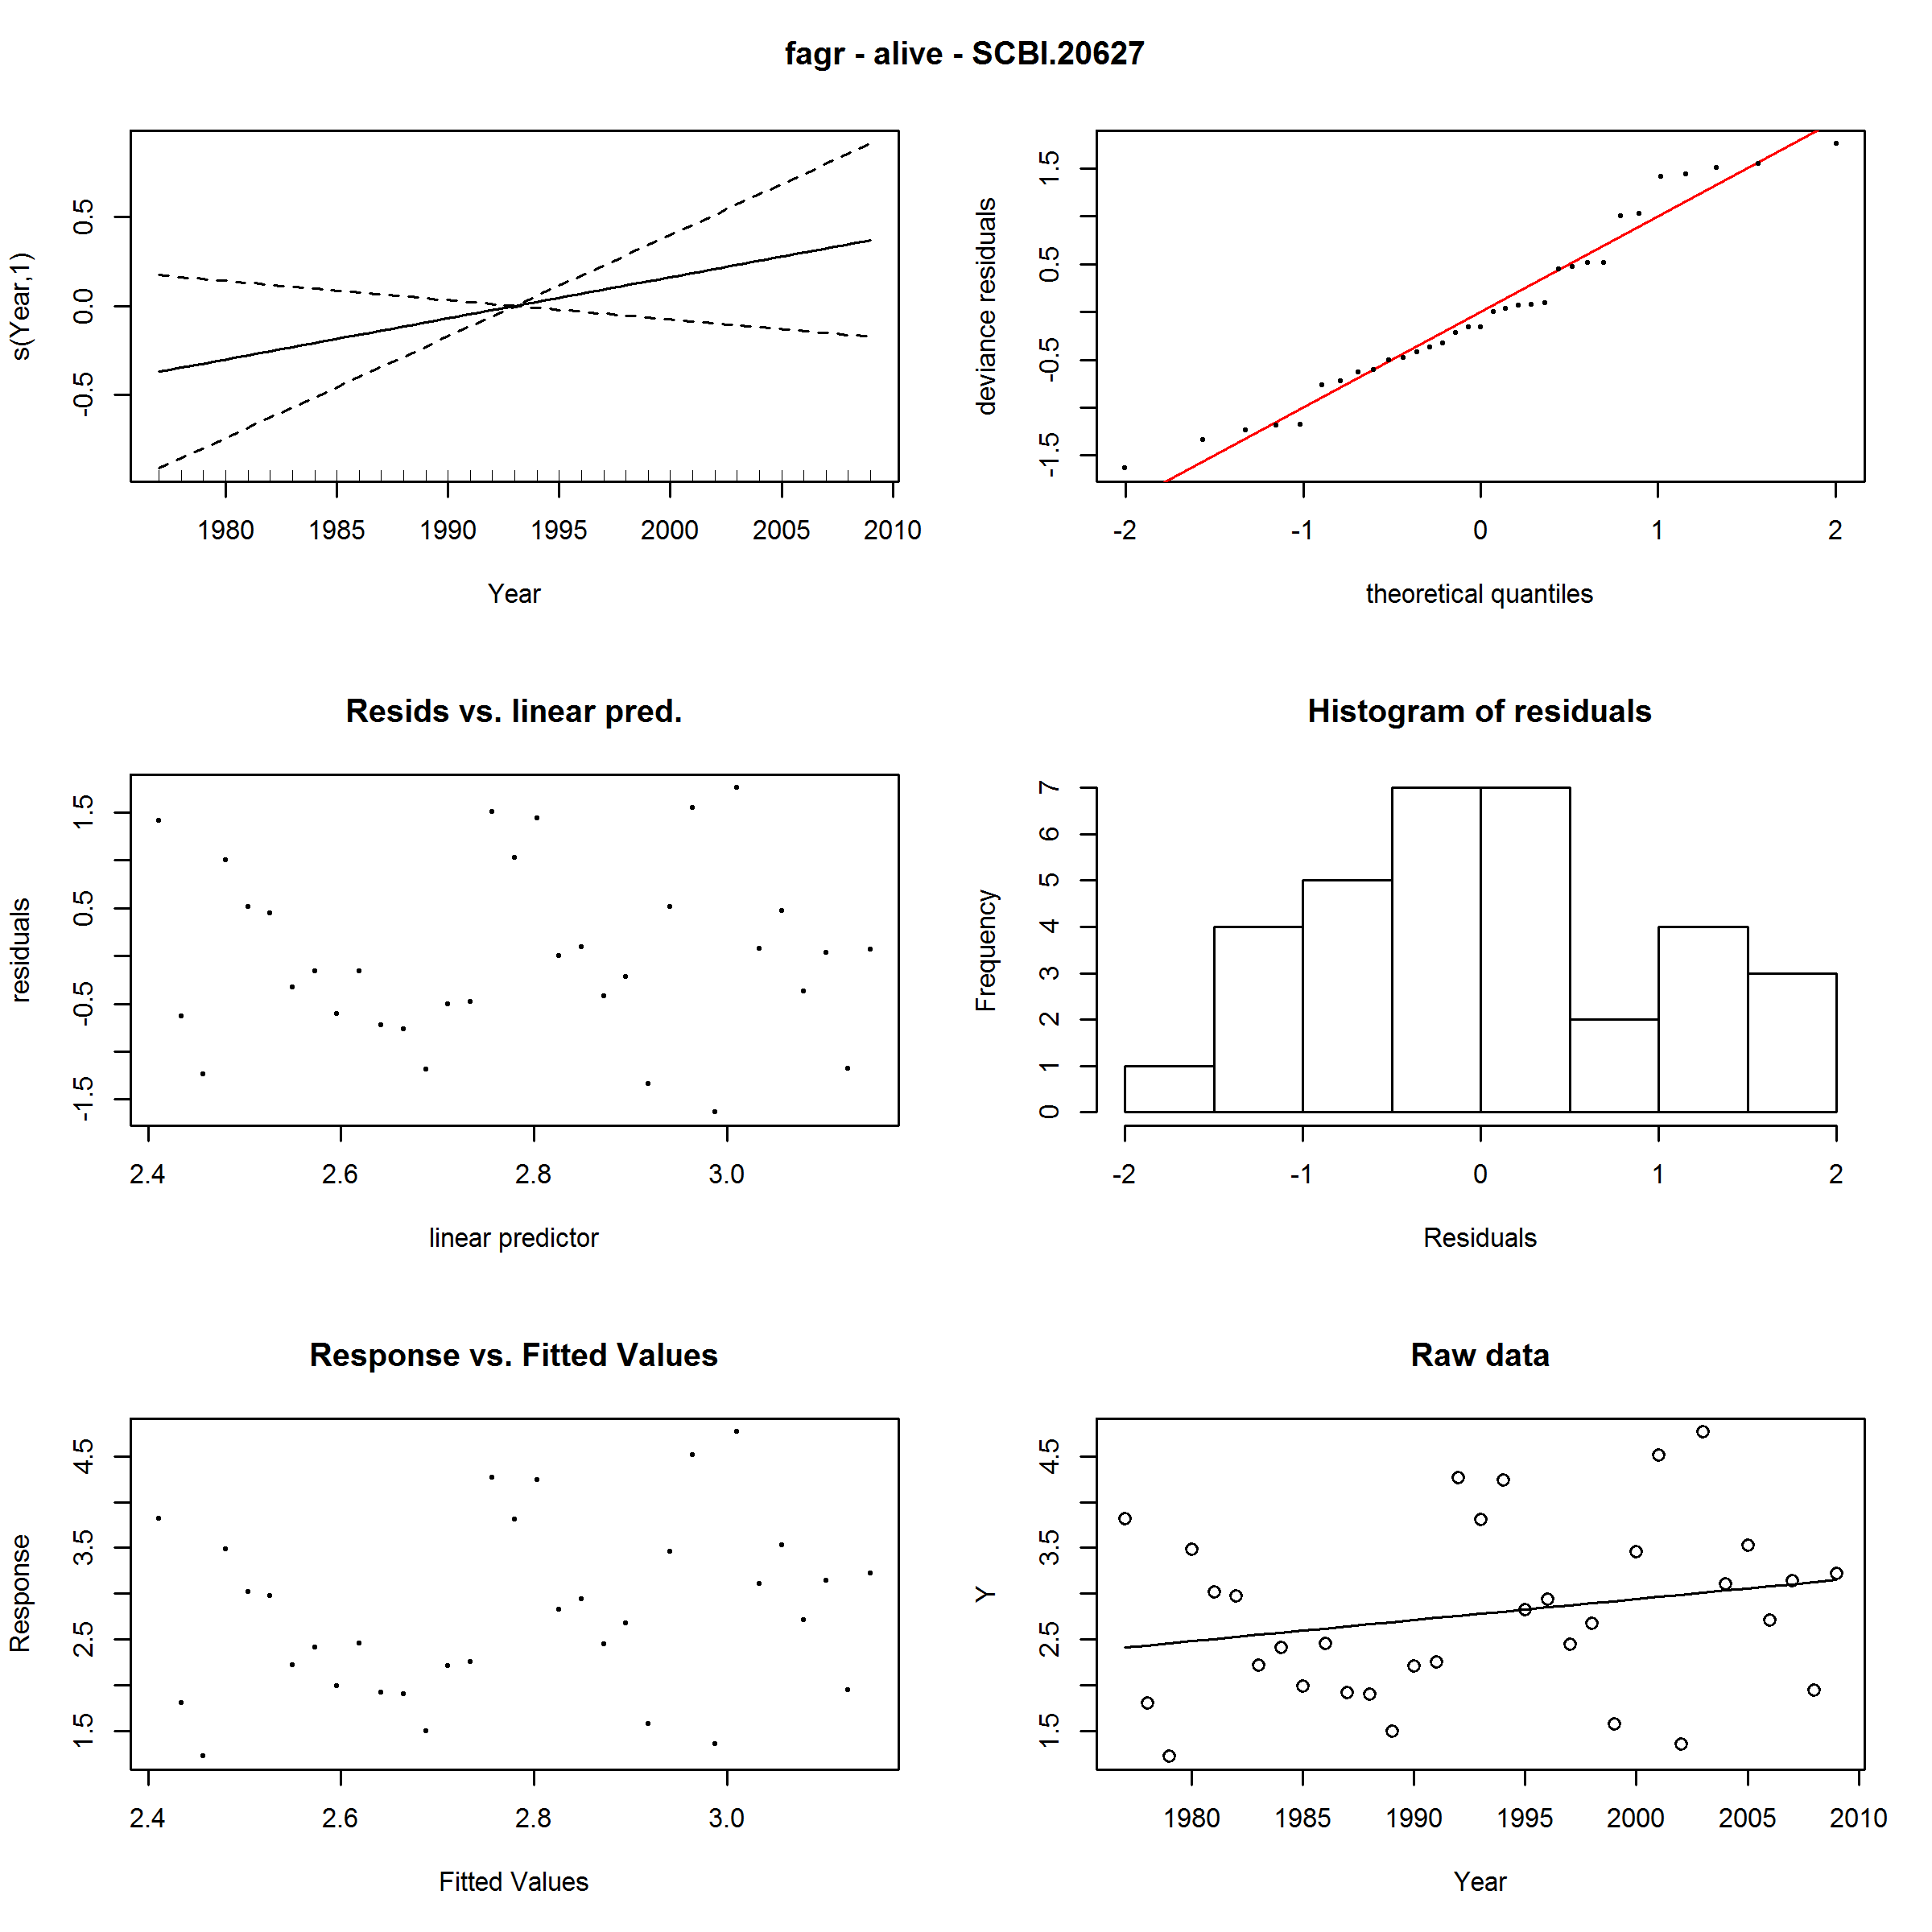 fagr - alive - SCBI.20627
s(Year,1)
0.5
0.0
-0.5
1980 1985 1990 1995 2000 2005 2010
Year
deviance residuals
1.5
0.5
-0.5
-1.5
-2 -1 0 1 2
theoretical quantiles
Resids vs. linear pred.
residuals
1.5
0.5
-0.5
-1.5
2.4 2.6 2.8 3.0
linear predictor
Histogram of residuals
Frequency
7
6
5
4
3
2
1
0
-2 -1 0 1 2
Residuals
Response vs. Fitted Values
Response
4.5
3.5
2.5
1.5
2.4 2.6 2.8 3.0
Fitted Values
Raw data
Y
4.5
3.5
2.5
1.5
1980 1985 1990 1995 2000 2005 2010
Year